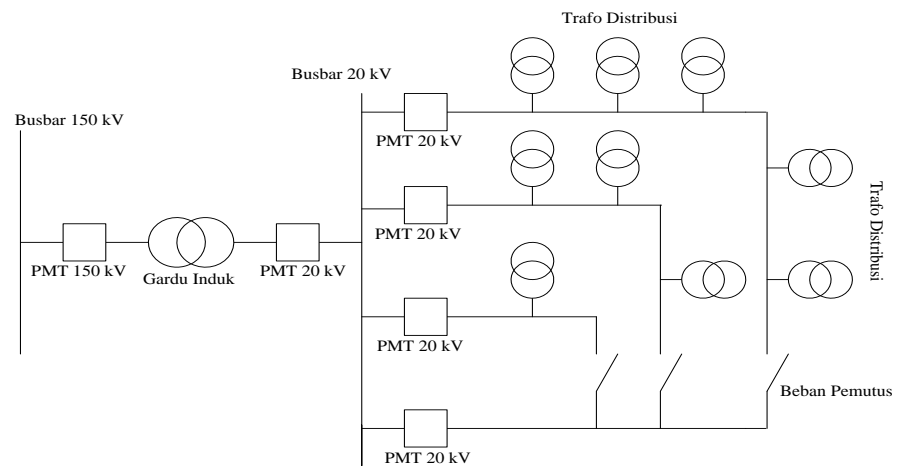 Trafo Distribusi
Busbar 20 kV
Busbar 150 kV
PMT 20 kV
Trafo Distribusi
PMT 20 kV
PMT 150 kV
Gardu Induk
PMT 20 kV
PMT 20 kV
Beban Pemutus
PMT 20 kV